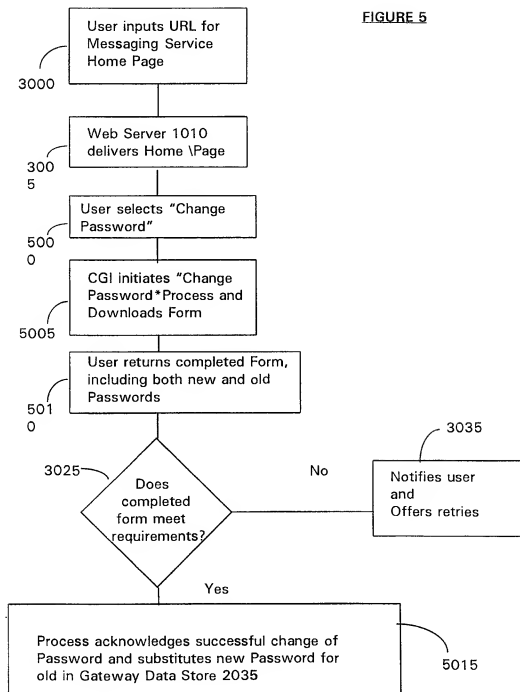 FIGURE 5
User inputs URL for
Messaging Service
Home Page
3000
Web Server 1010
delivers Home \Page
300
5
User selects "Change
Password"
500
0
CGI initiates "Change
Password*Process and
Downloads Form
5005
User returns completed Form,
including both new and old
Passwords
501
0
3025
Does
completed
form meet
requirements?
No
3035
Notifies user
and
Offers retries
Yes
Process acknowledges successful change of
Password and substitutes new Password for
old in Gateway Data Store 2035
5015